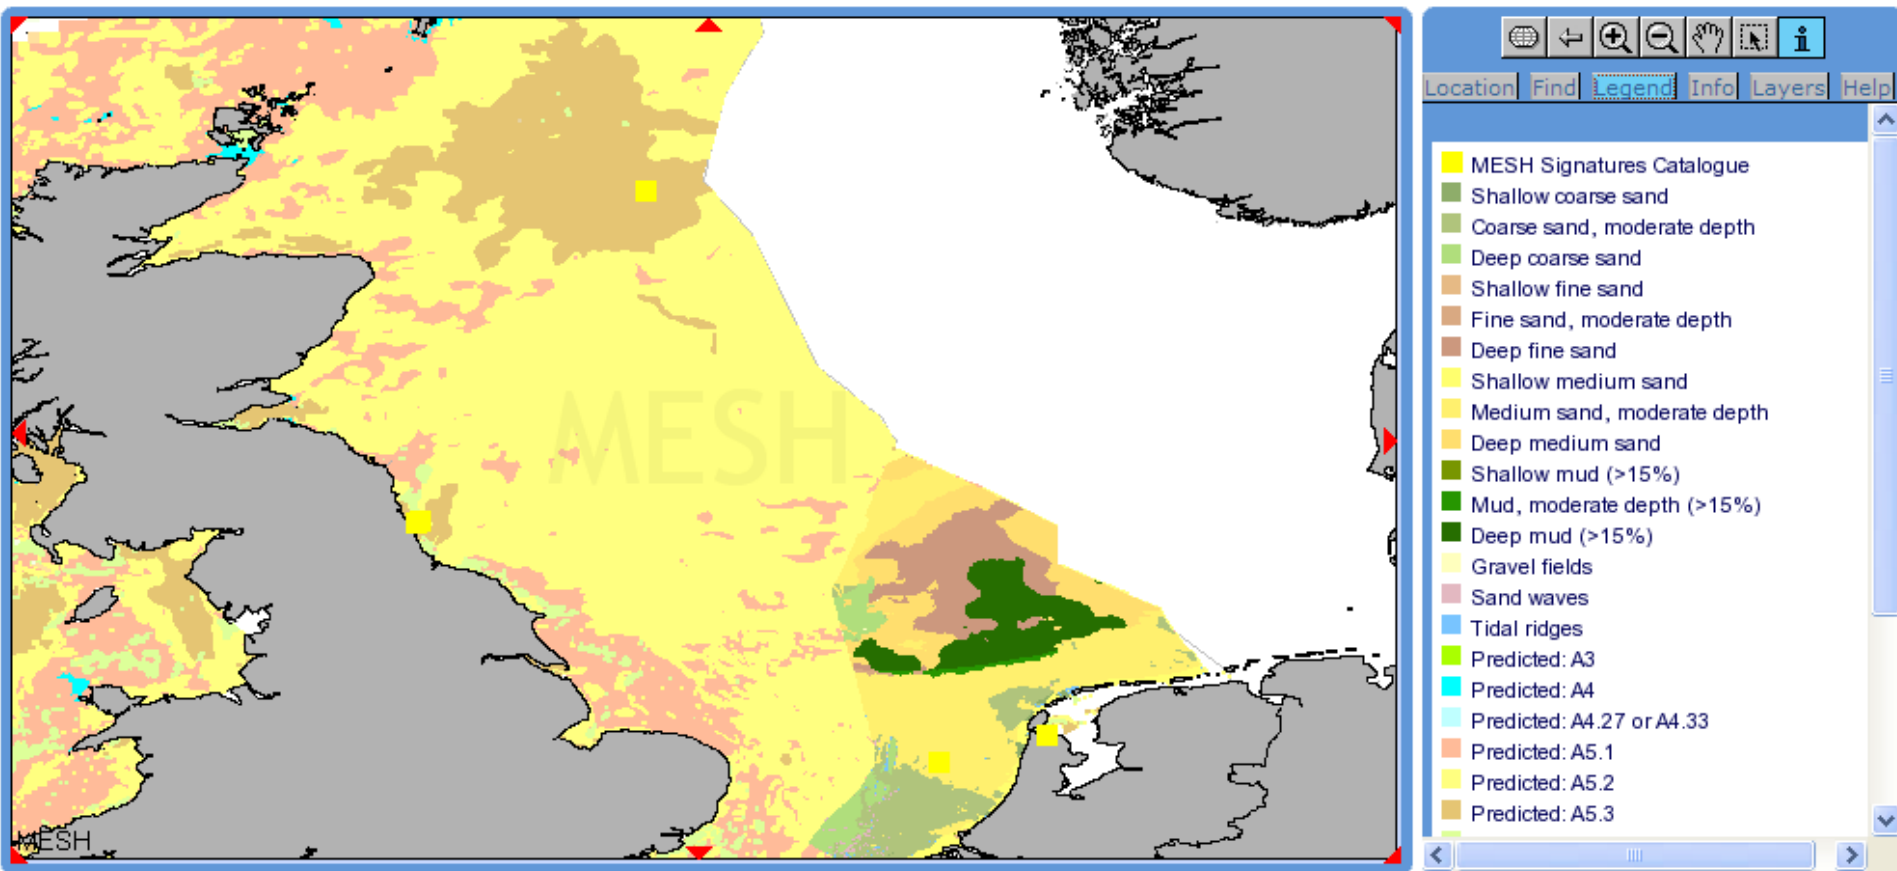 Location Find Legend Info Layers Help
MESH Signatures Catalogue
Shallow coarse sand
Coarse sand, moderate depth
Deep coarse sand
Shallow fine sand
Fine sand, moderate depth
Deep fine sand
Shallow medium sand
Medium sand, moderate depth
Deep medium sand
Shallow mud (>15%)
Mud, moderate depth (>15%)
Deep mud (>15%)
Gravel fields
Sand waves
Tidal ridges
Predicted: A3
Predicted: A4
Predicted: A4.27 or A4.33
Predicted: A5.1
Predicted: A5.2
Predicted: A5.3
MESH
MESH